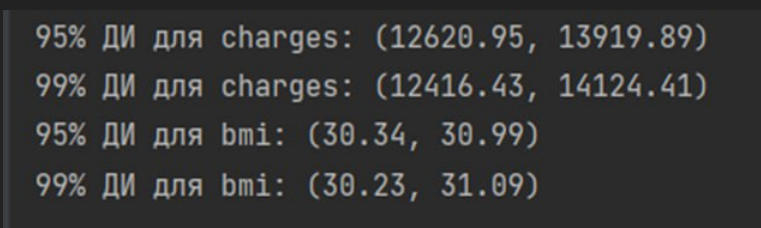 95% ДИ для charges: (12620.95, 13919.89)
99% ДИ для charges: (12416.43, 14124.41)
95% ДИ для bmi: (30.34, 30.99)
99% ДИ для bmi: (30.23, 31.09)